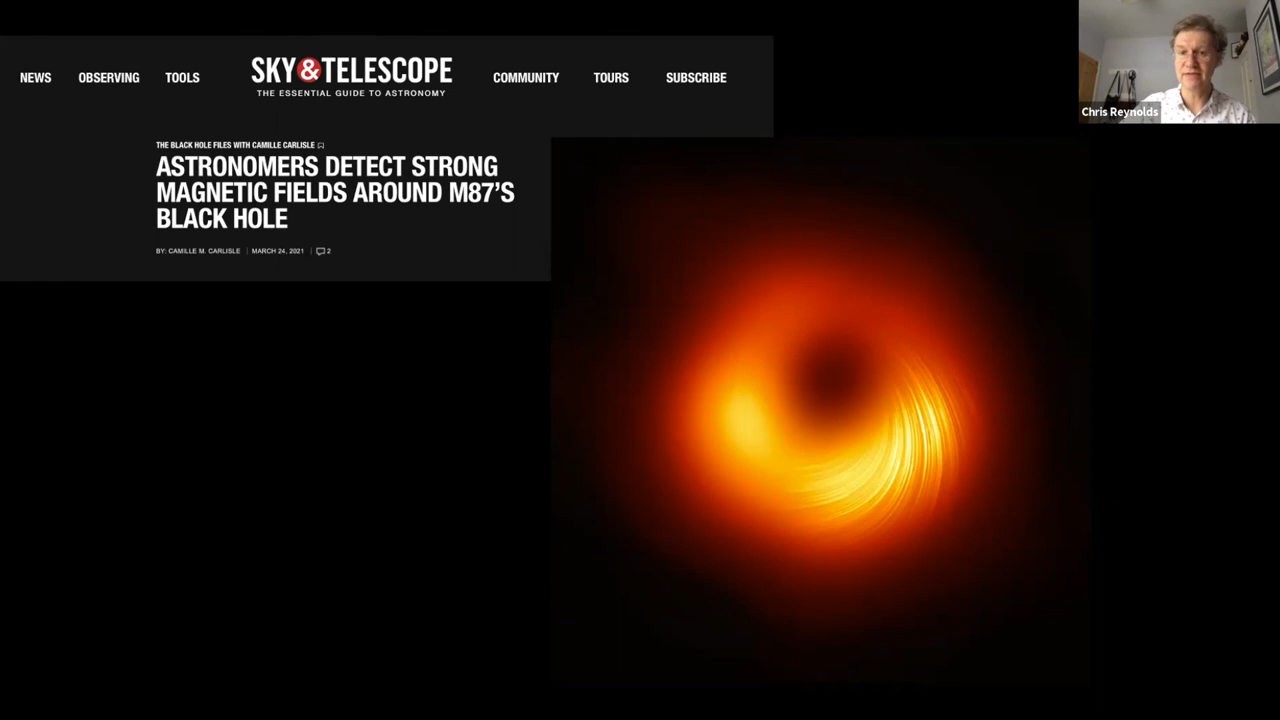 NEWS OBSERVING TOOLS SKY&TELESCOPE COMMUNITY TOURS SUBSCRIBE
THE ESSENTIAL GUIDE TO ASTRONOMY
Chris Reynolds
THE BLACK HOLE FILES WITH CAMILLE CARLISLE
ASTRONOMERS DETECT STRONG
MAGNETIC FIELDS AROUND M87'S
BLACK HOLE
BY: CAMILLE M. CARLISLE | MARCH 24, 2021 | 2